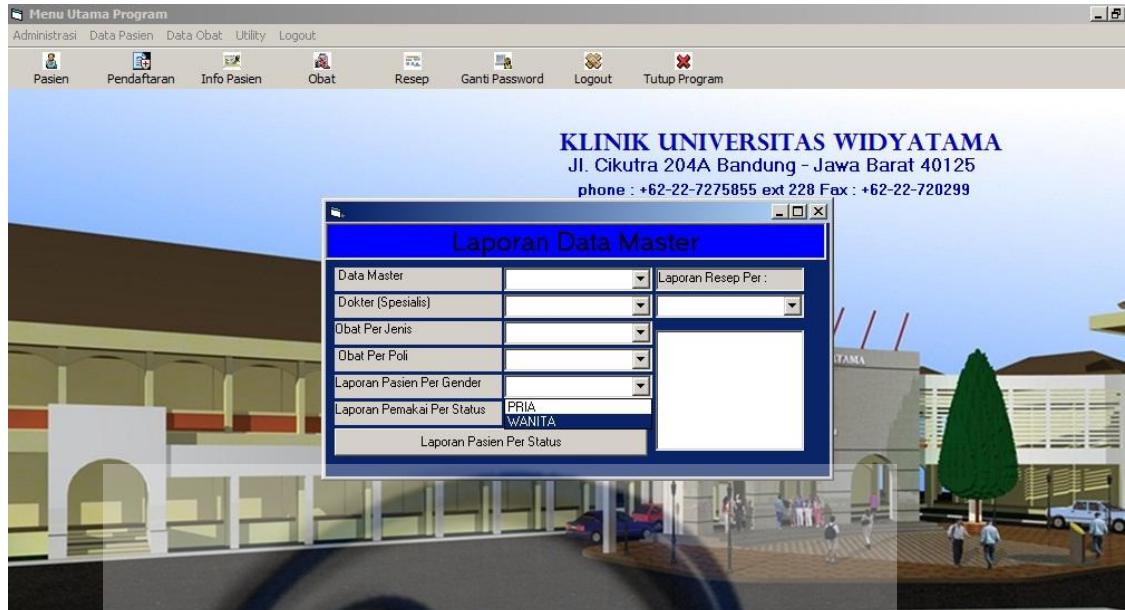 Menu Utama Program
Administrasi Data Pasien Data Obat Utility Logout
Pasien Pendaftaran Info Pasien Obat Resep Ganti Password Logout Tutup Program
KLINIK UNIVERSITAS WIDYATAMA
Jl. Cikutra 204A Bandung - Jawa Barat 40125
phone : +62-22-7275855 ext 228 Fax : +62-22-720299
Laporan Data Master
Data Master
Laporan Resep Per :
Dokter (Spesialis)
Obat Per Jenis
Obat Per Poli
Laporan Pasien Per Gender
Laporan Pemakai Per Status
PRIA
WANITA
Laporan Pasien Per Status